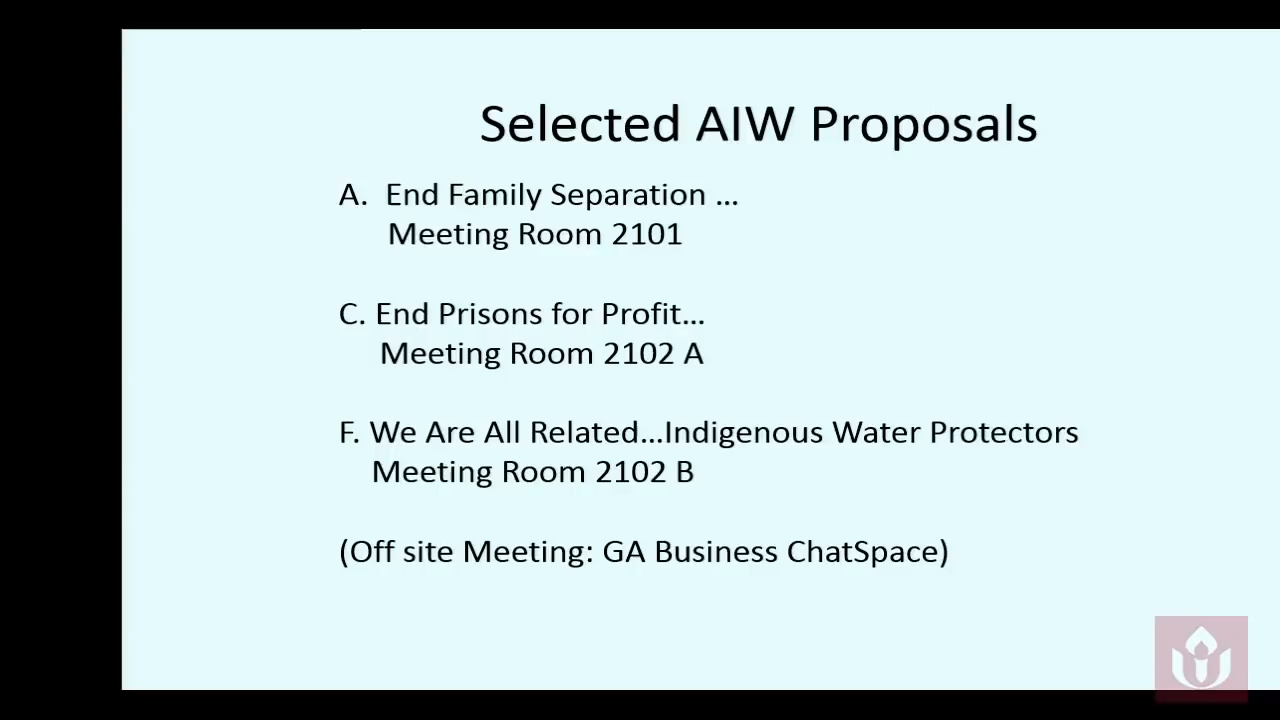 Selected AIW Proposals
A. End Family Separation ...
Meeting Room 2101
C. End Prisons for Profit...
Meeting Room 2102 A
F. We Are All Related...Indigenous Water Protectors
Meeting Room 2102 B
(Off site Meeting: GA Business ChatSpace)